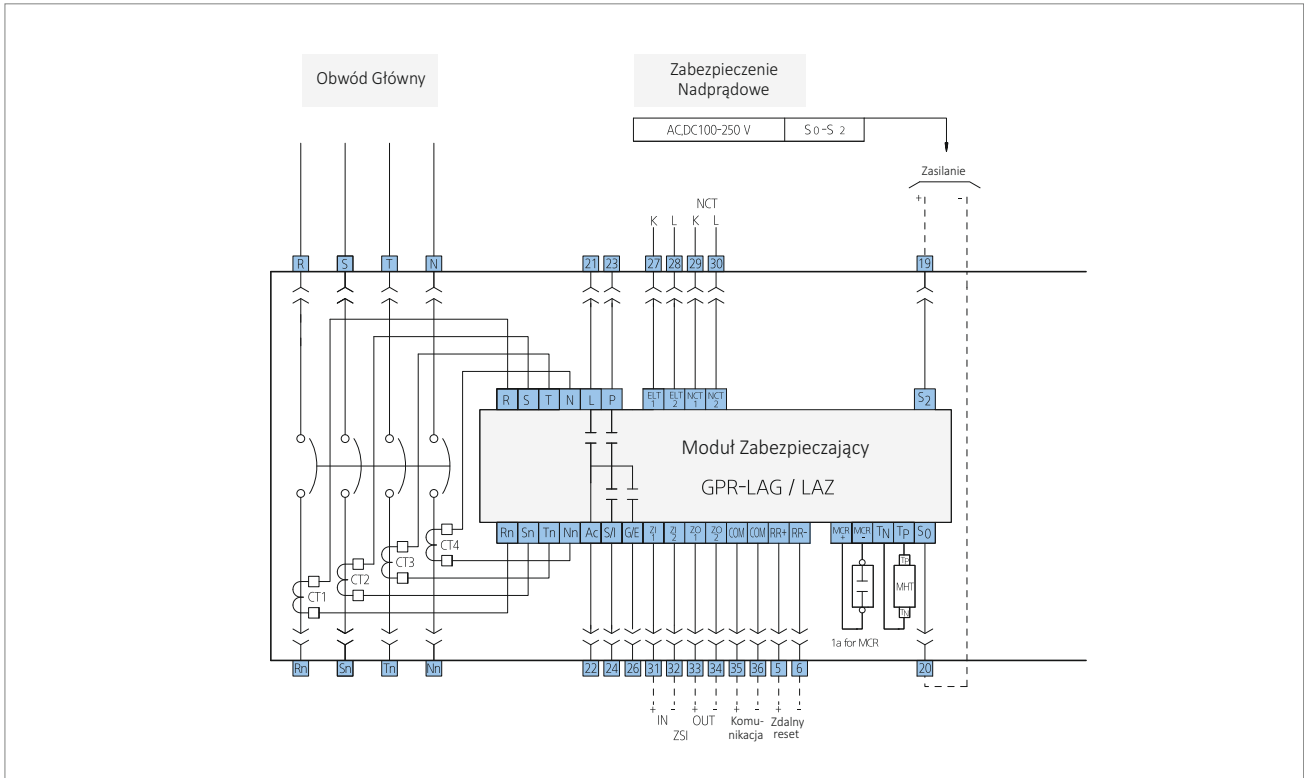 Obwód Główny
Zabezpieczenie
Nadprądowe
AC,DC100-250 V
S0-S 2
Zasilanie
+ -
NCT
K L K L
R S T N 21 23 27 28 29 30 19
R S T N L P ELT 1 ELT 2 NCT 1 NCT 2 S2
Moduł Zabezpieczający
GPR-LAG / LAZ
Rn Sn Tn Nn Ac S/I G/E ZI 1 ZI 2 ZO 1 ZO 2 COM COM RR+ RR- MCR + MCR - TN TP S0
CT4
CT3
CT2
CT1
TP
MHT
TN
1a for MCR
Rn Sn Tn Nn 22 24 26 31 32 33 34 35 36 5 6 20
+ - + - + - + -
IN OUT
ZSI
Komu-
nikacja
Zdalny
reset